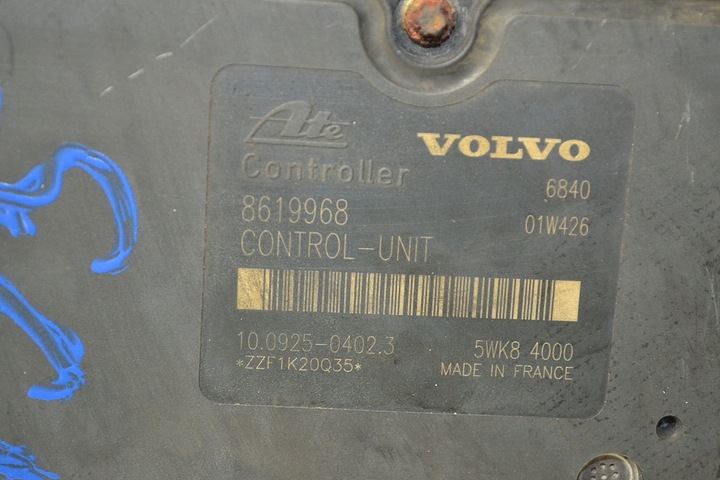 Ate VOLVO
Controller 6840
8619968 01W426
CONTROL-UNIT
10.0925-0402.3 5WK8 4000
*ZZF1K20Q35* MADE IN FRANCE